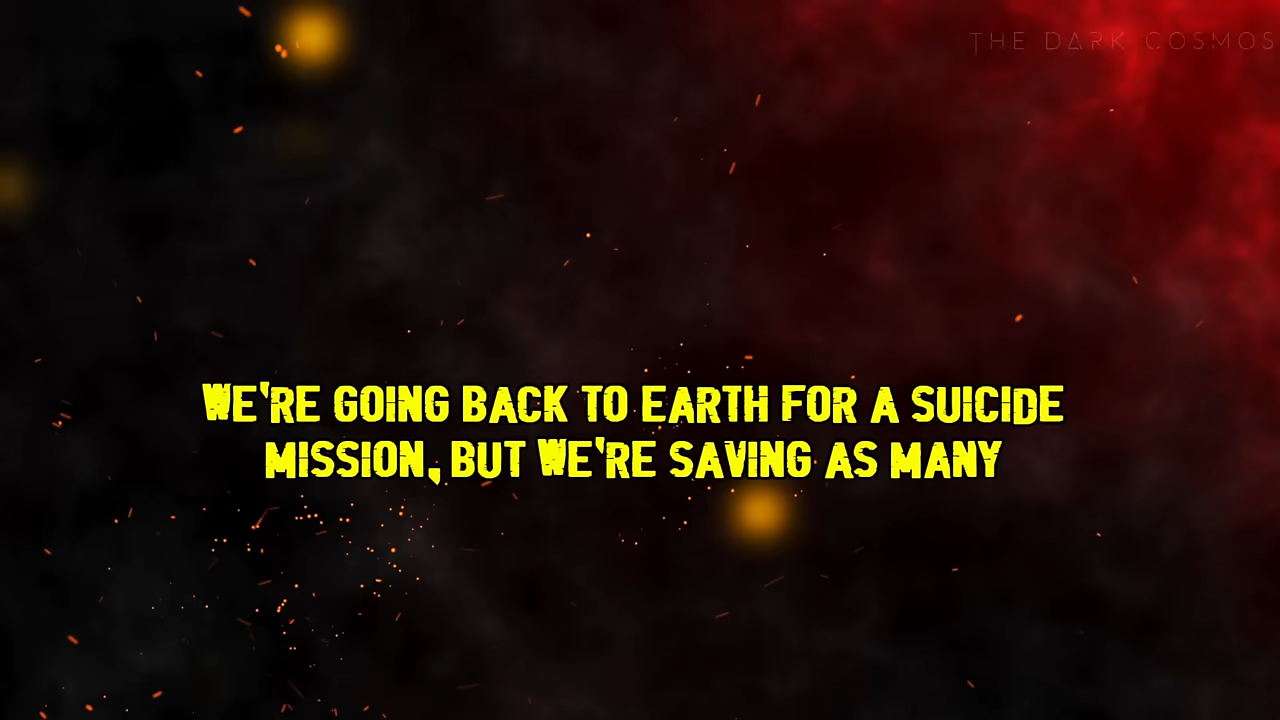 THE DARK COSMOS
WE'RE GOING BACK TO EARTH FOR A SUICIDE
MISSION, BUT WE'RE SAVING AS MANY